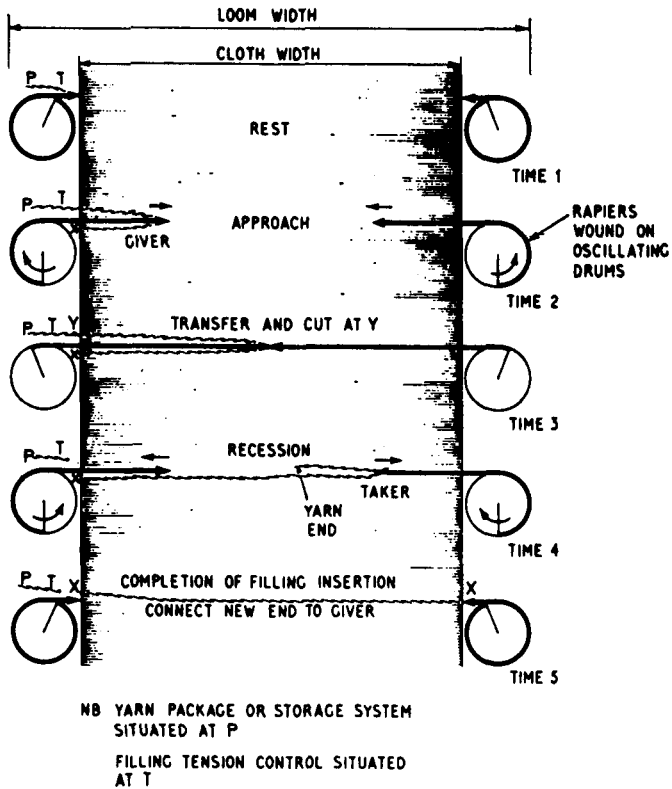 LOOM WIDTH
CLOTH WIDTH
P T
REST
TIME 1
P T
X
GIVER
APPROACH
RAPIERS
WOUND ON
OSCILLATING
DRUMS
TIME 2
P T Y
X
TRANSFER AND CUT AT Y
TIME 3
P T
X
RECESSION
YARN
END
TAKER
TIME 4
P T X
COMPLETION OF FILLING INSERTION
X
CONNECT NEW END TO GIVER
TIME 5
NB YARN PACKAGE OR STORAGE SYSTEM
SITUATED AT P
FILLING TENSION CONTROL SITUATED
AT T